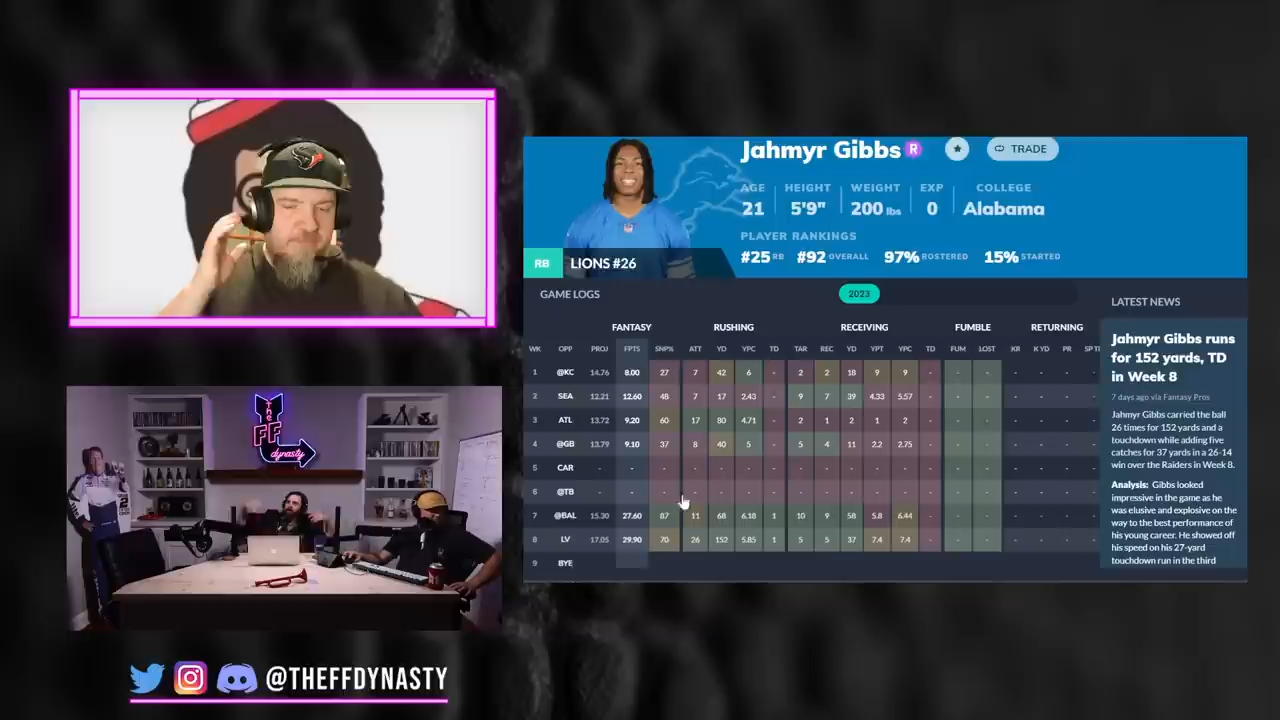 Jahmyr Gibbs R
TRADE
AGE HEIGHT WEIGHT EXP COLLEGE
21 5'9" 200 lbs 0 Alabama
PLAYER RANKINGS
#25 RB #92 OVERALL 97% ROSTERED 15% STARTED
RB LIONS #26
GAME LOGS
2023
FANTASY RUSHING RECEIVING FUMBLE RETURNING
WK OPP PROJ FPTS SNP% ATT YD YPC TD TAR REC YD YPT YPC TD FUM LOST KR K YD PR PK SP T
1 @KC 14.76 8.00 27 7 42 6 - 2 2 18 9 9 - - - - - - -
2 SEA 12.21 12.60 48 7 17 2.43 - 9 7 39 4.33 5.57 - - - - - - -
3 ATL 13.72 9.20 60 17 80 4.71 - 2 1 2 1 2 - - - - - - -
4 @GB 13.79 9.10 37 8 40 5 - 5 4 11 2.2 2.75 - - - - - - -
5 CAR - - - - - - - - - - - - - - - - - - -
6 @TB - - - - - - - - - - - - - - - - - - -
7 @BAL 15.30 27.60 87 11 68 6.18 1 10 9 58 5.8 6.44 - - - - - - -
8 LV 17.05 29.90 70 26 152 5.85 1 5 5 37 7.4 7.4 - - - - - - -
9 BYE
LATEST NEWS
Jahmyr Gibbs runs
for 152 yards, TD
in Week 8
7 days ago via Fantasy Pros
Jahmyr Gibbs carried the ball
26 times for 152 yards and a
touchdown while adding five
catches for 37 yards in a 26-14
win over the Raiders in Week 8.
Analysis: Gibbs looked
impressive in the game as he
was elusive and explosive on the
way to the best performance of
his young career. He showed off
his speed on his 27-yard
touchdown run in the third
The
FF
dynasty
@THEFFDYNASTY